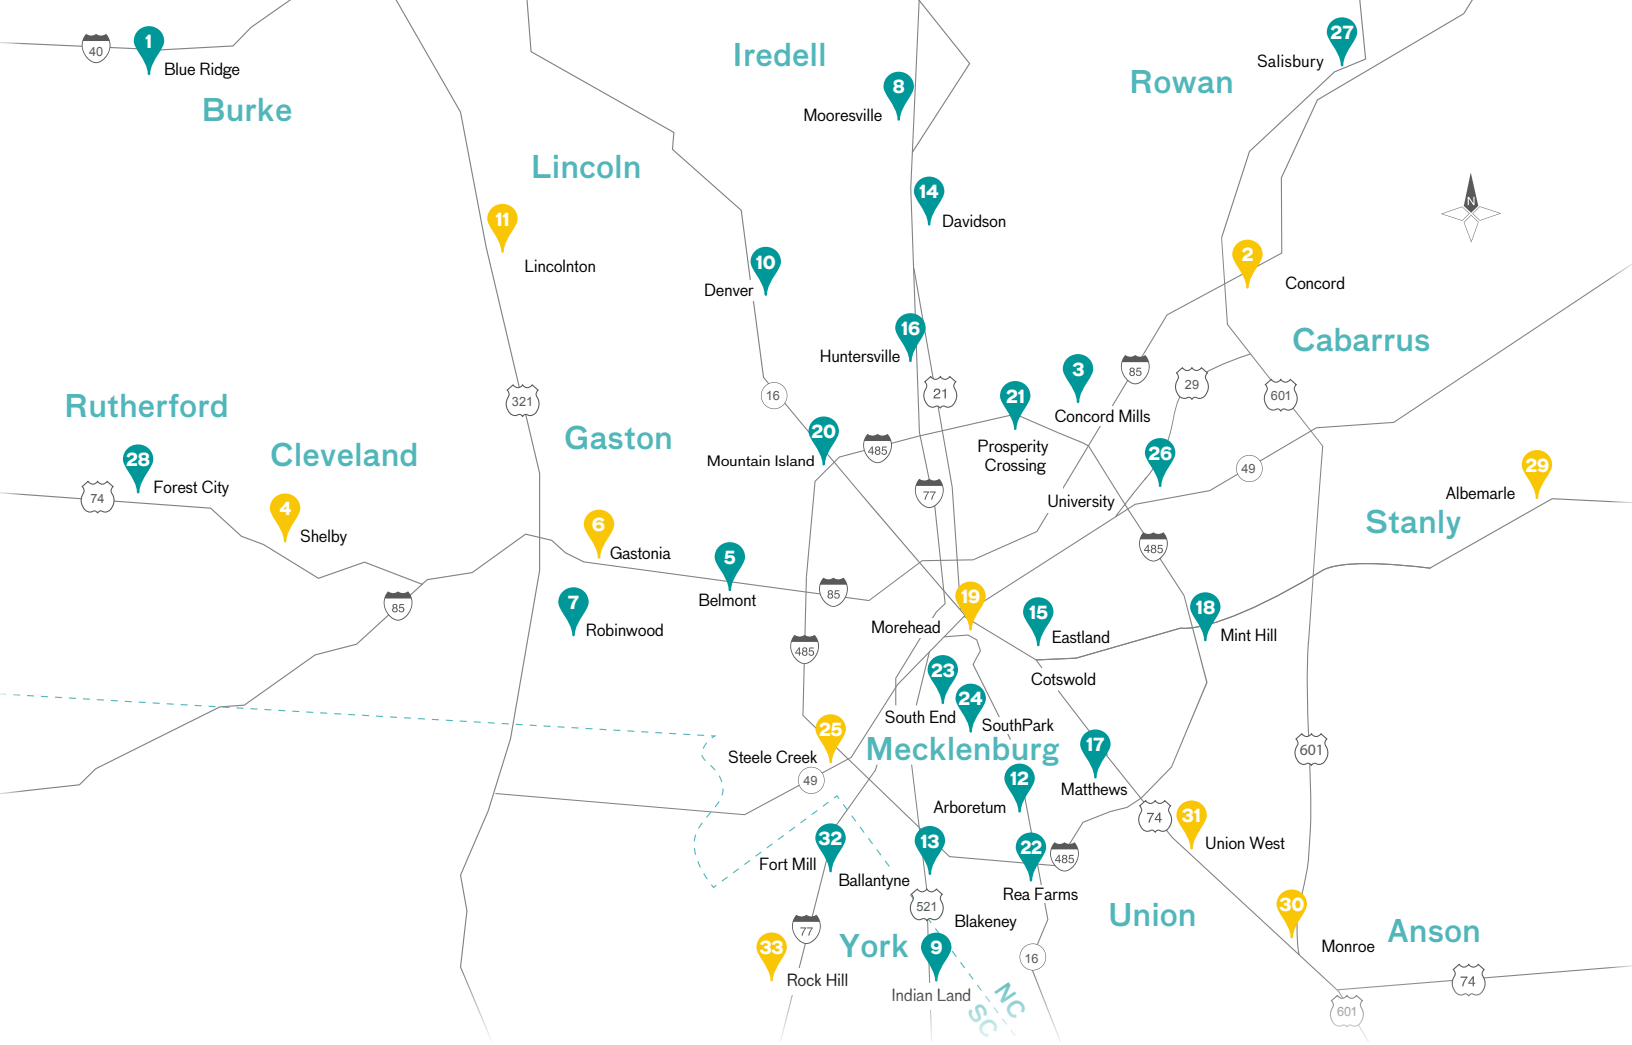 27
1
Iredell
40
Salisbury
Blue Ridge
Rowan
8
Burke
Mooresville
Lincoln
14
N
11
Davidson
2
10
Lincolnton
Concord
Denver
16
Cabarrus
Huntersville
3
85
29
21
601
16
321
21
Rutherford
Concord Mills
20
Gaston
Prosperity
Crossing
485
Cleveland
26
28
Mountain Island
49
29
Forest City
77
Albemarle
74
University
4
Stanly
6
Shelby
485
Gastonia
5
85
19
Belmont
85
7
15
18
Morehead
Robinwood
Eastland
Mint Hill
485
23
Cotswold
24
South End
SouthPark
25
17
Mecklenburg
601
Steele Creek
49
12
Matthews
Arboretum
74
31
32
13
22
Union West
Fort Mill
485
Ballantyne
Rea Farms
521
30
Union
Blakeney
77
Anson
York
9
33
Monroe
16
Rock Hill
74
Indian Land
NC
SC
601